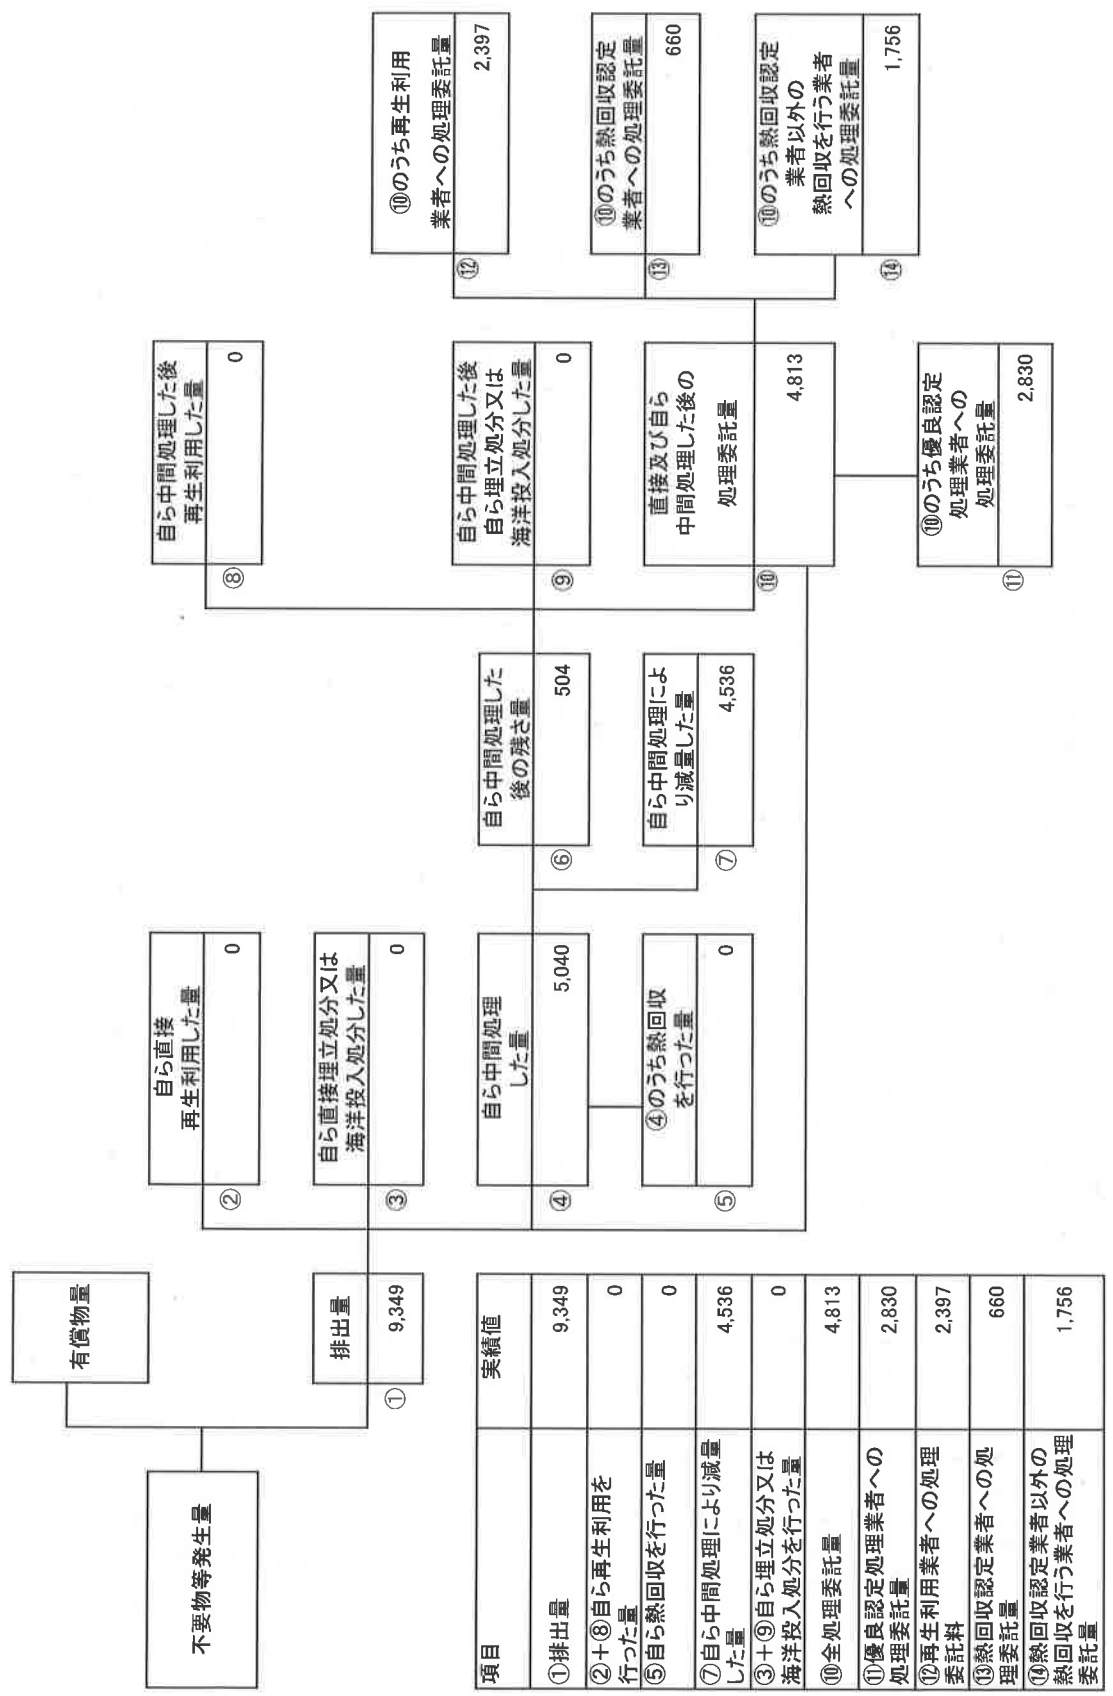 不要物等発生量
有償物量
排出量
① 9,349
自ら直接
再生利用した量
② 0
自ら直接埋立処分又は
海洋投入処分した量
③ 0
自ら中間処理
した量
④ 5,040
④のうち熱回収
を行った量
⑤ 0
自ら中間処理した
後の残さ量
⑥ 504
自ら中間処理によ
り減量した量
⑦ 4,536
自ら中間処理した後
再生利用した量
⑧ 0
自ら中間処理した後
自ら埋立処分又は
海洋投入処分した量
⑨ 0
直接及び自ら
中間処理した後の
処理委託量
⑩ 4,813
⑩のうち優良認定
処理業者への
処理委託量
⑪ 2,830
⑩のうち再生利用
業者への処理委託量
⑫ 2,397
⑩のうち熱回収認定
業者への処理委託量
⑬ 660
⑩のうち熱回収認定
業者以外の
熱回収を行う業者
への処理委託量
⑭ 1,756
項目 実績値
①排出量 9,349
②+⑧自ら再生利用を
行った量 0
⑤自ら熱回収を行った量 0
⑦自ら中間処理により減量
した量 4,536
③+⑨自ら埋立処分又は
海洋投入処分を行った量 0
⑩全処理委託量 4,813
⑪優良認定処理業者への
処理委託量 2,830
⑫再生利用業者への処理
委託料 2,397
⑬熱回収認定業者への処
理委託量 660
⑭熱回収認定業者以外の
熱回収を行う業者への処理
委託量 1,756